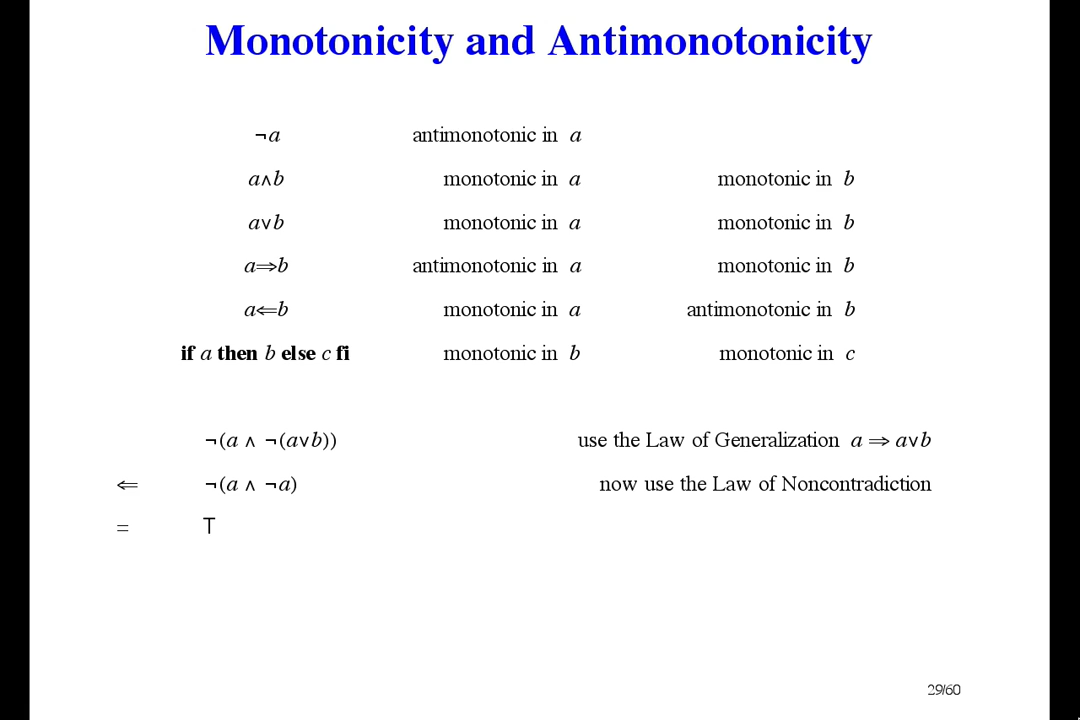 Monotonicity and Antimonotonicity
¬a antimonotonic in a
a∧b monotonic in a monotonic in b
a∨b monotonic in a monotonic in b
a⇒b antimonotonic in a monotonic in b
a⇐b monotonic in a antimonotonic in b
if a then b else c fi monotonic in b monotonic in c
¬(a ∧ ¬(a∨b)) use the Law of Generalization a ⇒ a∨b
⇐ ¬(a ∧ ¬a) now use the Law of Noncontradiction
= T
29/60